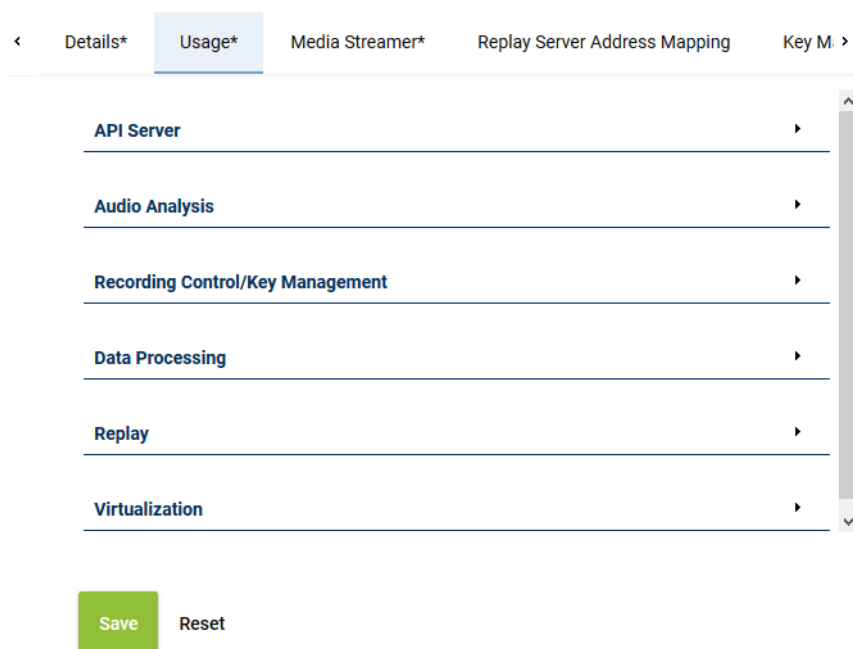 Details* Usage* Media Streamer* Replay Server Address Mapping Key
API Server
Audio Analysis
Recording Control/Key Management
Data Processing
Replay
Virtualization
Save Reset